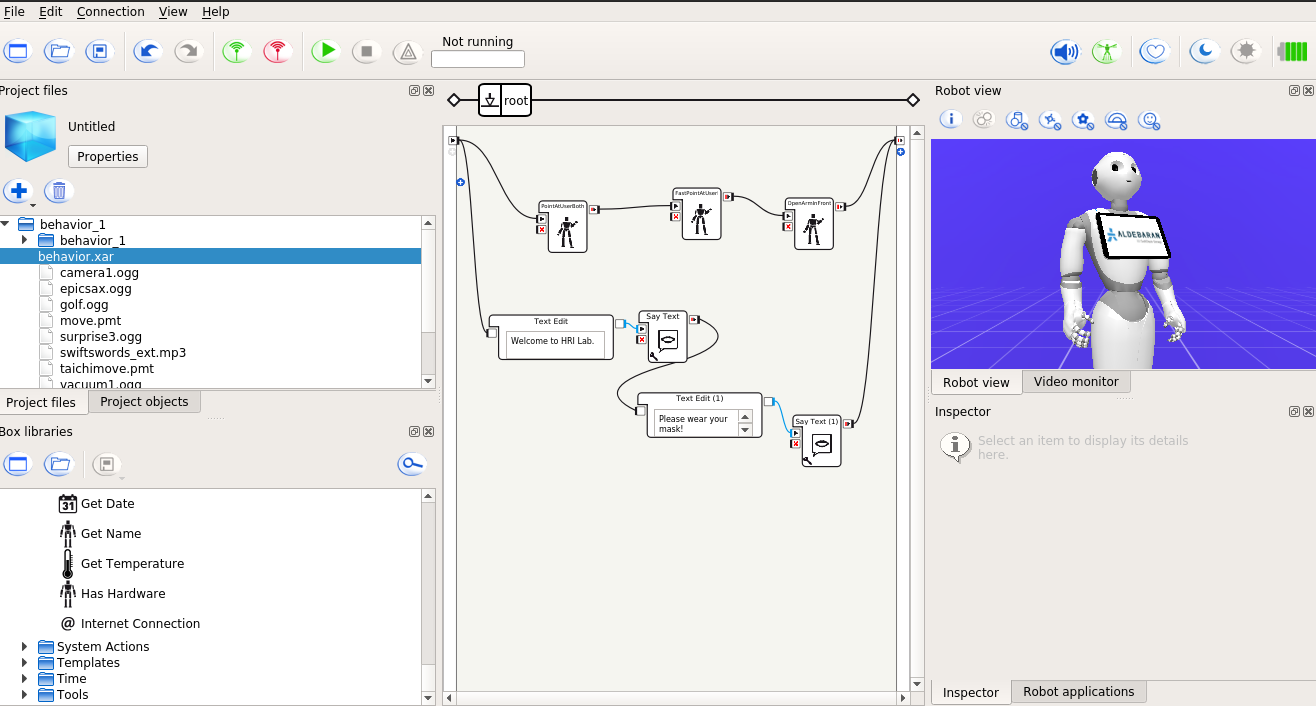 File Edit Connection View Help
Not running
Project files
Untitled
Properties
behavior_1
behavior_1
behavior.xar
camera1.ogg
epicsax.ogg
golf.ogg
move.pmt
surprise3.ogg
swiftswords_ext.mp3
taichimove.pmt
vacuum1.ogg
Project files Project objects
Box libraries
31 Get Date
Get Name
Get Temperature
Has Hardware
@ Internet Connection
System Actions
Templates
Time
Tools
root
PointAtUserBoth
FastPointAtUser
OpenArmInFront
Text Edit
Welcome to HRI Lab.
Say Text
Text Edit (1)
Please wear your
mask!
Say Text (1)
Robot view
ALDEBARAN
Robot view Video monitor
Inspector
Select an item to display its details
here.
Inspector Robot applications